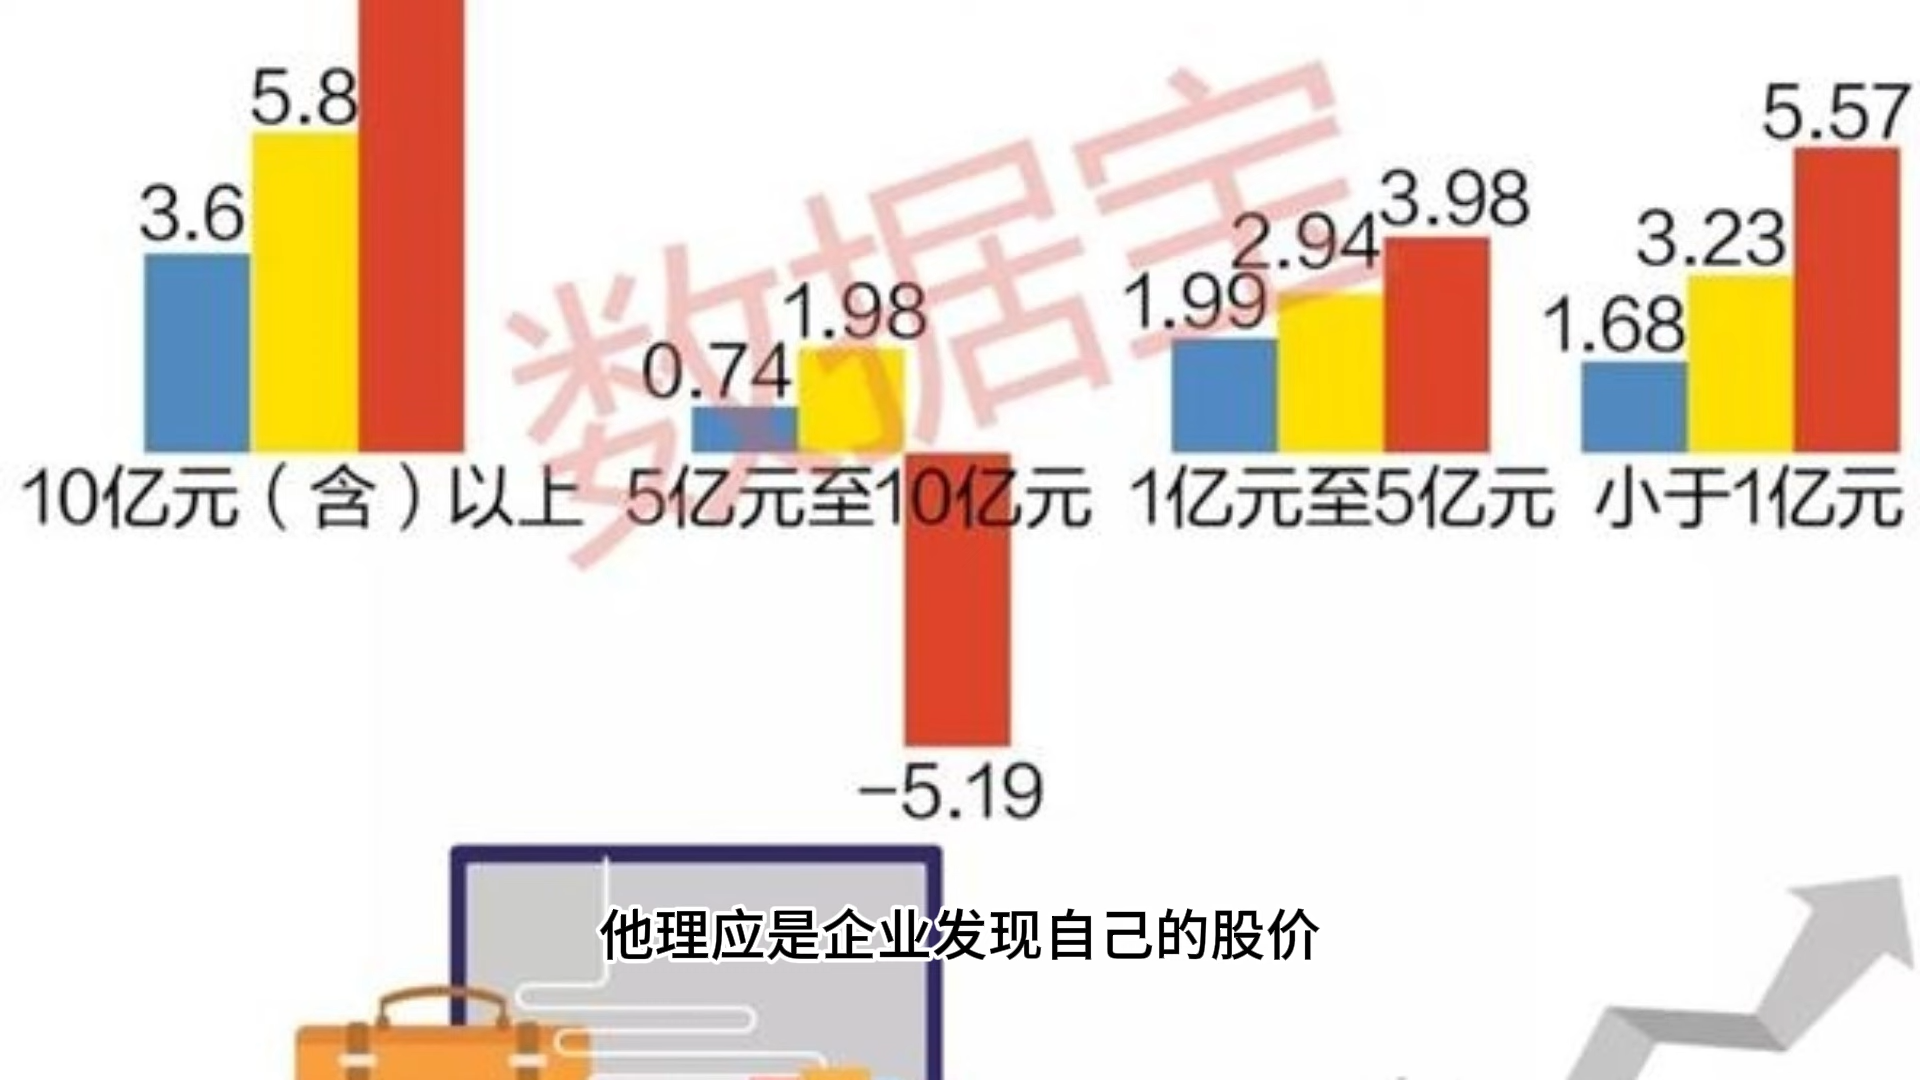 5.8
3.6
0.74
1.98
1.99
2.94
3.98
1.68
3.23
5.57
10亿元（含）以上
5亿元至10亿元
1亿元至5亿元
小于1亿元
-5.19
数据宝
他理应是企业发现自己的股价